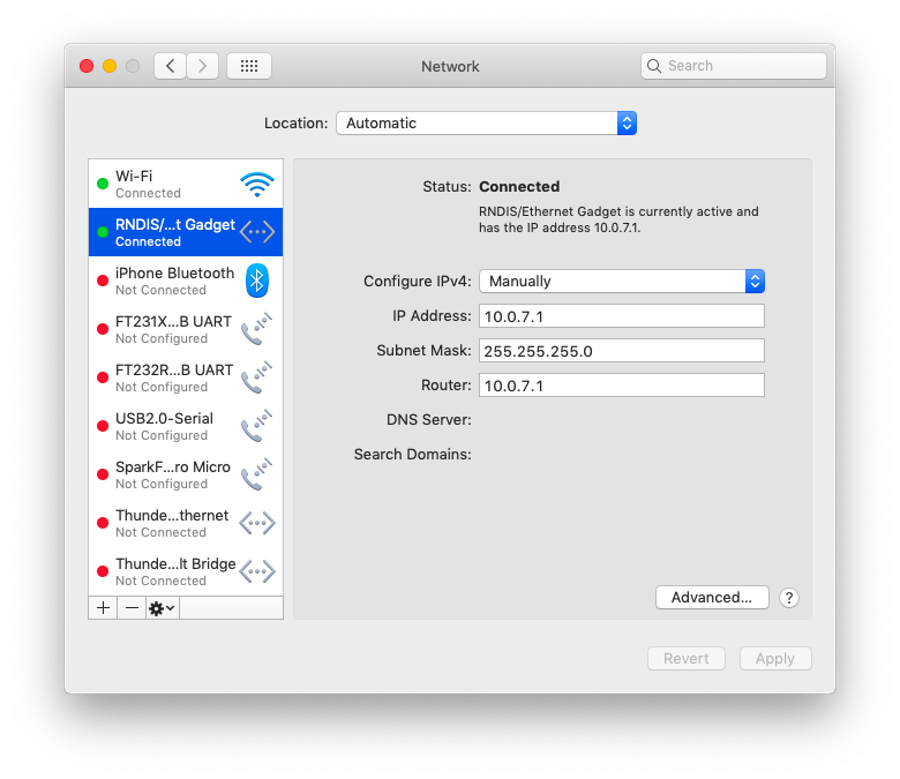 Network
Search
Location: Automatic
Wi-Fi
Connected
RNDIS/...t Gadget
Connected
iPhone Bluetooth
Not Connected
FT231X...B UART
Not Configured
FT232R...B UART
Not Configured
USB2.0-Serial
Not Configured
SparkF...ro Micro
Not Configured
Thunde...thernet
Not Connected
Thunde...lt Bridge
Not Connected
Status: Connected
RNDIS/Ethernet Gadget is currently active and
has the IP address 10.0.7.1.
Configure IPv4: Manually
IP Address: 10.0.7.1
Subnet Mask: 255.255.255.0
Router: 10.0.7.1
DNS Server:
Search Domains:
Advanced... ?
Revert Apply